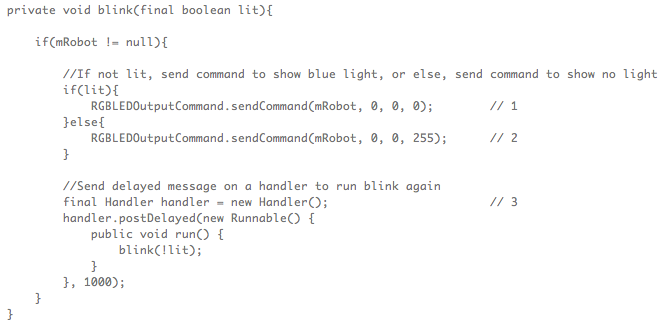 private void blink(final boolean lit){
if(mRobot != null){
//If not lit, send command to show blue light, or else, send command to show no light
if(lit){
RGBLEDOutputCommand.sendCommand(mRobot, 0, 0, 0); // 1
}else{
RGBLEDOutputCommand.sendCommand(mRobot, 0, 0, 255); // 2
}
//Send delayed message on a handler to run blink again
final Handler handler = new Handler(); // 3
handler.postDelayed(new Runnable() {
public void run() {
blink(!lit);
}
}, 1000);
}
}